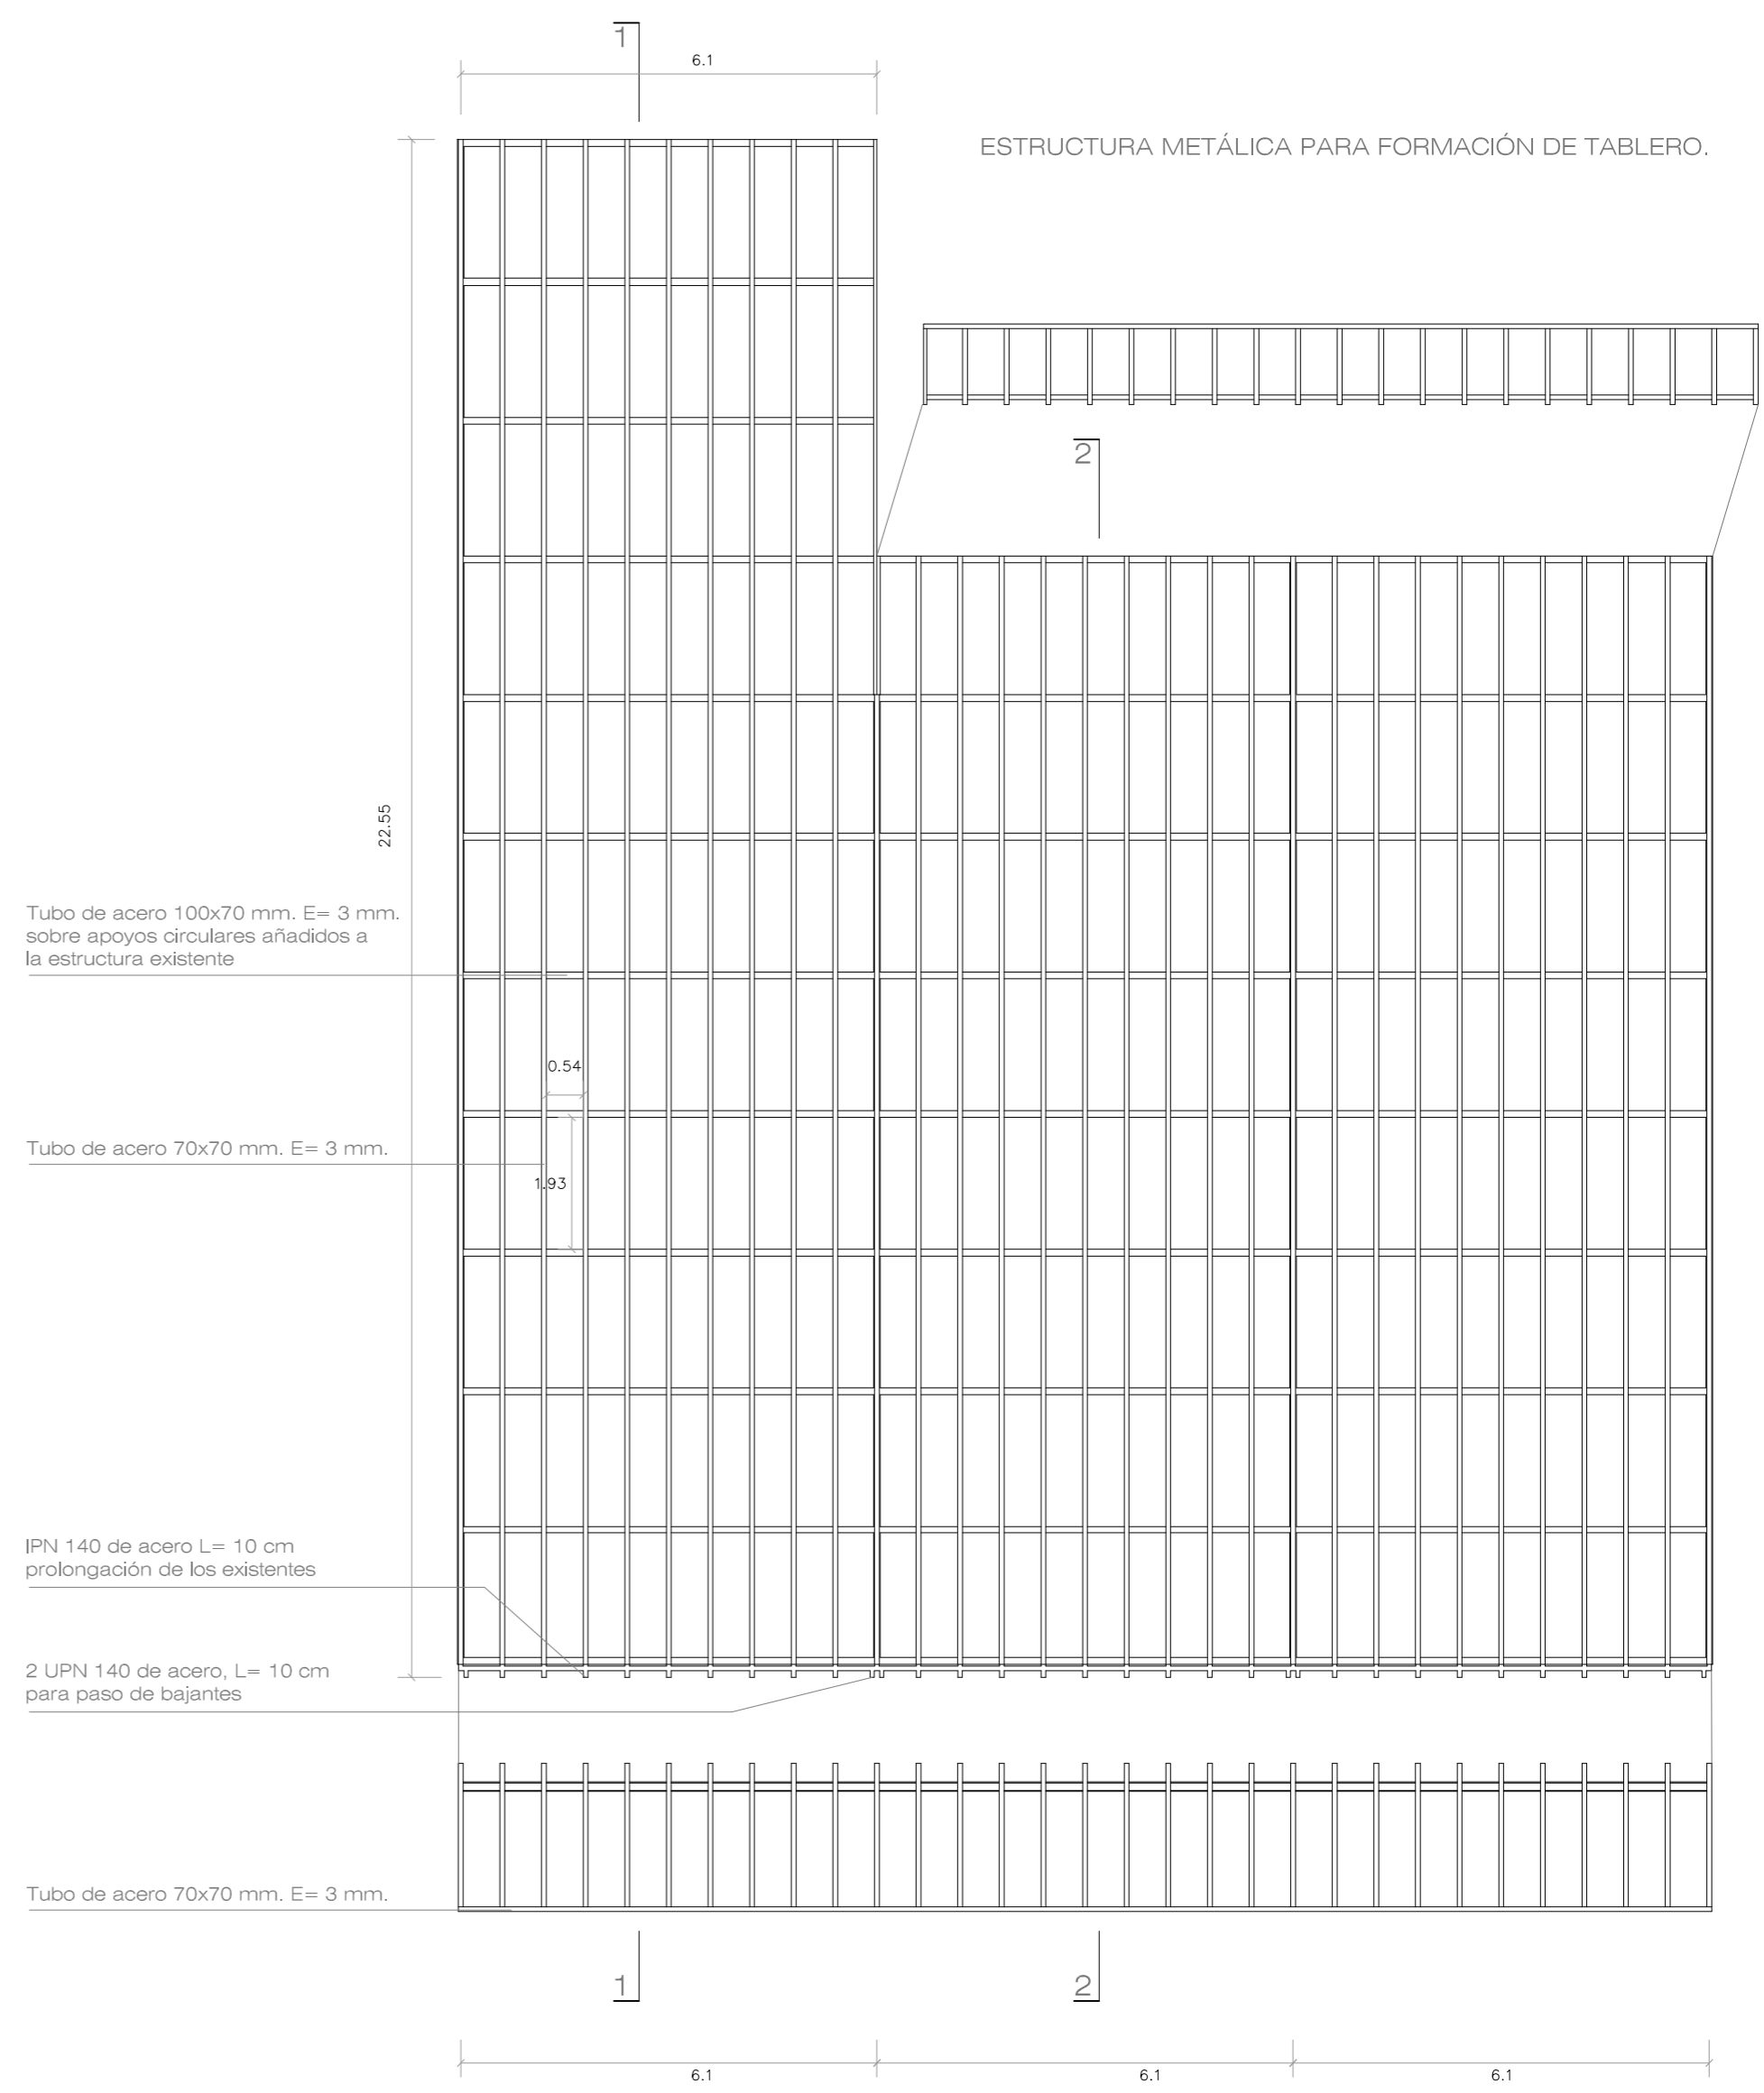 1
6.1
ESTRUCTURA METÁLICA PARA FORMACIÓN DE TABLERO.
2
22.55
Tubo de acero 100x70 mm. E= 3 mm.
sobre apoyos circulares añadidos a
la estructura existente
0.54
Tubo de acero 70x70 mm. E= 3 mm.
1.93
IPN 140 de acero L= 10 cm
prolongación de los existentes
2 UPN 140 de acero, L= 10 cm
para paso de bajantes
Tubo de acero 70x70 mm. E= 3 mm.
1
2
6.1
6.1
6.1